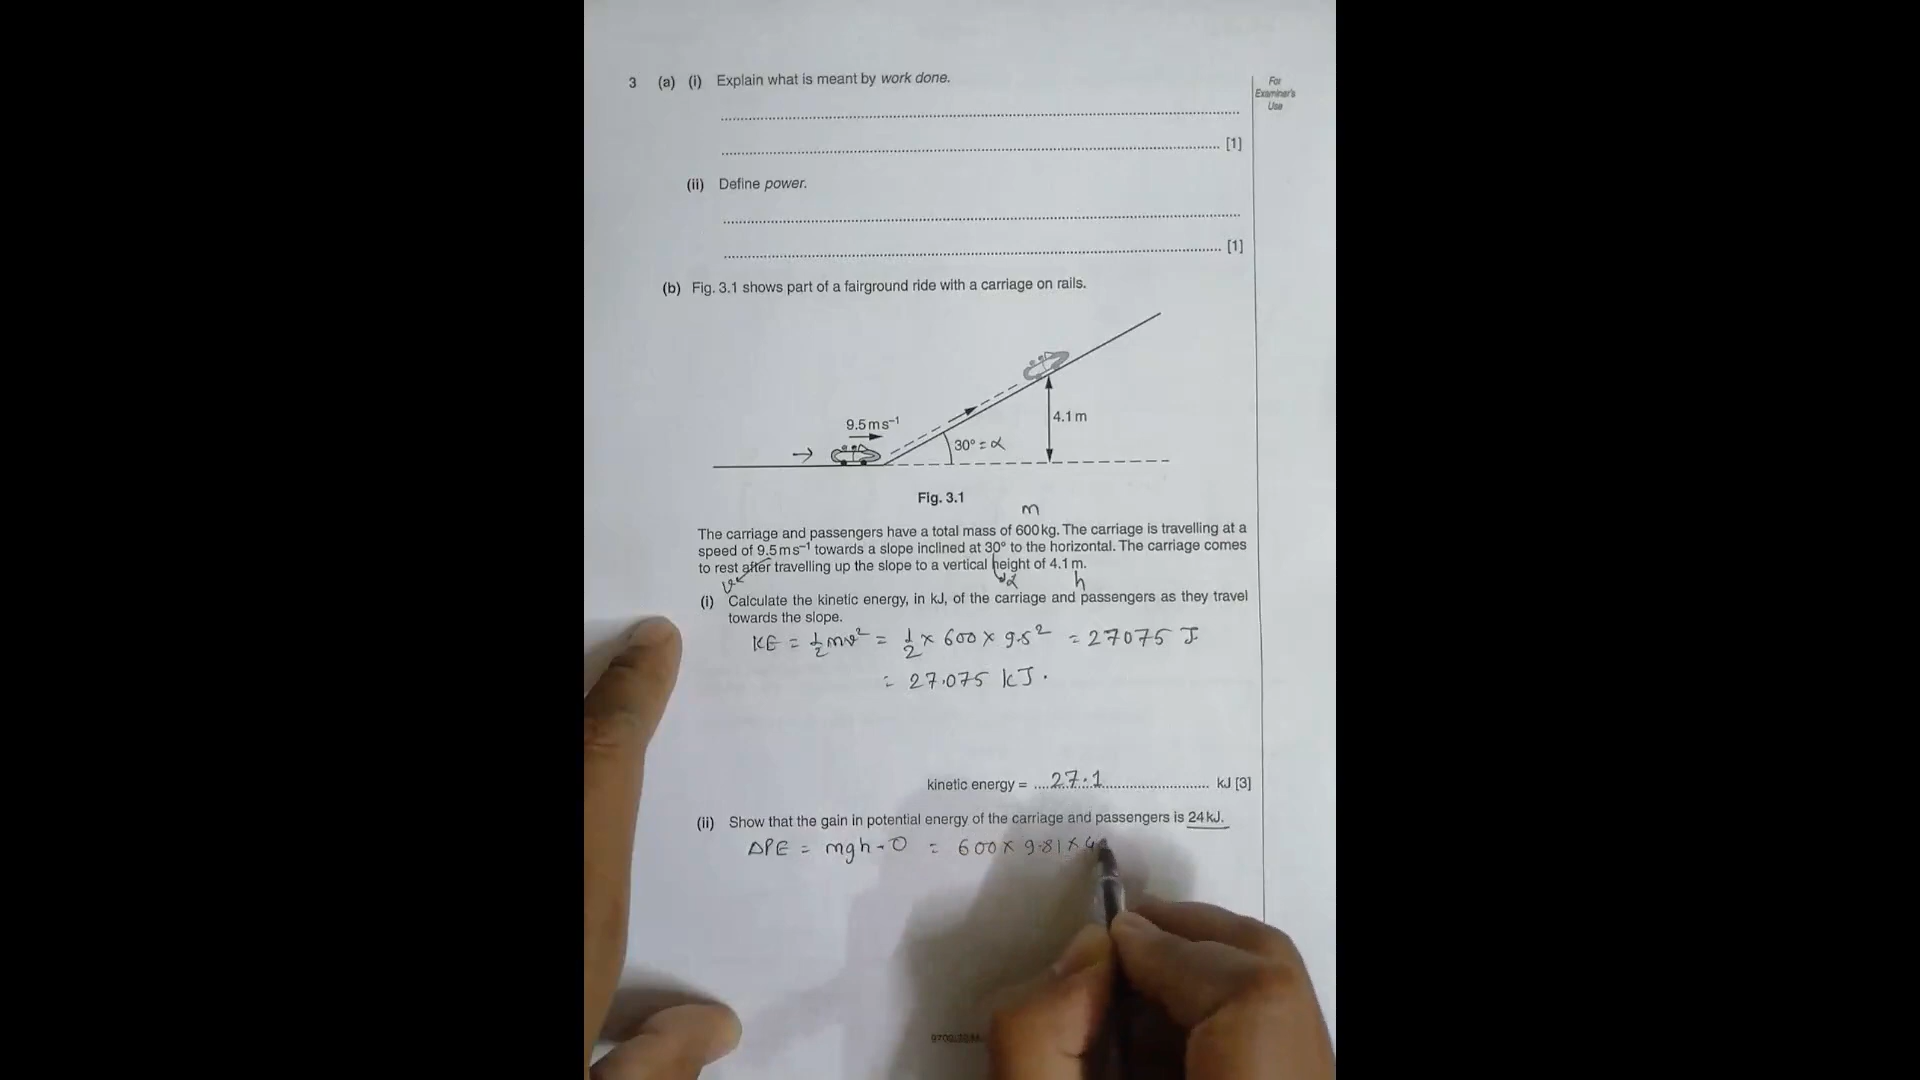 3 (a) (i) Explain what is meant by work done.
[1]
(ii) Define power.
[1]
For
Examiner's
Use
(b) Fig. 3.1 shows part of a fairground ride with a carriage on rails.
9.5 m s⁻¹
4.1 m
30° = α
Fig. 3.1
m
The carriage and passengers have a total mass of 600 kg. The carriage is travelling at a
speed of 9.5 m s⁻¹ towards a slope inclined at 30° to the horizontal. The carriage comes
to rest after travelling up the slope to a vertical height of 4.1 m.
v α h
(i) Calculate the kinetic energy, in kJ, of the carriage and passengers as they travel
towards the slope.
KE = ½mv² = ½ × 600 × 9.5² = 27075 J
= 27.075 kJ.
kinetic energy = 27.1 kJ [3]
(ii) Show that the gain in potential energy of the carriage and passengers is 24 kJ.
ΔPE = mgh - 0 = 600 × 9.81 × 4